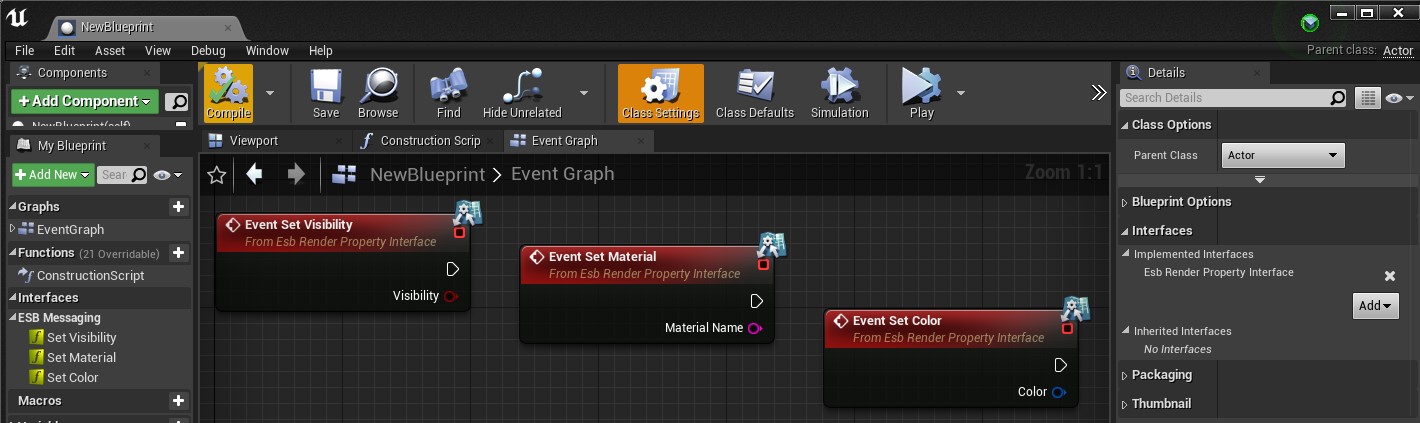 NewBlueprint
File Edit Asset View Debug Window Help
Parent class: Actor
Components
+Add Component
NewBlueprint(self)
My Blueprint
+Add New
Sear
Graphs
EventGraph
Functions (21 Overridable)
ConstructionScript
Interfaces
ESB Messaging
Set Visibility
Set Material
Set Color
Macros
Compile
Save
Browse
Find
Hide Unrelated
Class Settings
Class Defaults
Simulation
Play
Viewport
Construction Scrip
Event Graph
NewBlueprint > Event Graph
Zoom 1:1
Event Set Visibility
From Esb Render Property Interface
Visibility
Event Set Material
From Esb Render Property Interface
Material Name
Event Set Color
From Esb Render Property Interface
Color
Details
Search Details
Class Options
Parent Class
Actor
Blueprint Options
Interfaces
Implemented Interfaces
Esb Render Property Interface
Add
Inherited Interfaces
No Interfaces
Packaging
Thumbnail